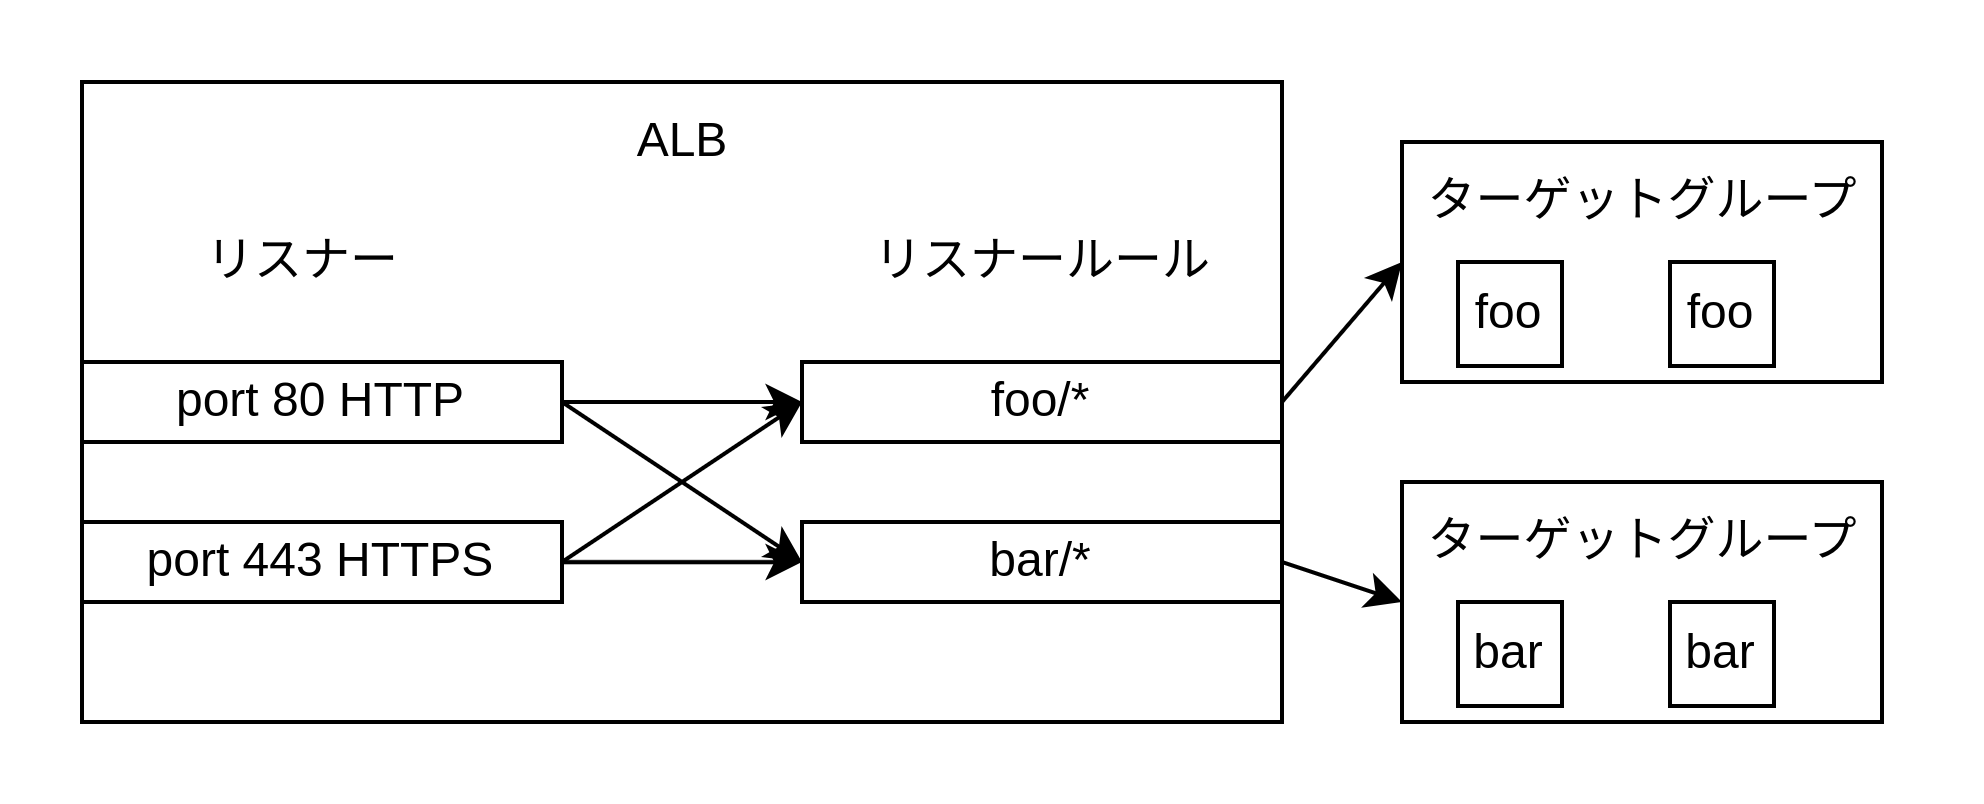 ALB
リスナー
リスナールール
port 80 HTTP
foo/*
port 443 HTTPS
bar/*
ターゲットグループ
foo
foo
ターゲットグループ
bar
bar